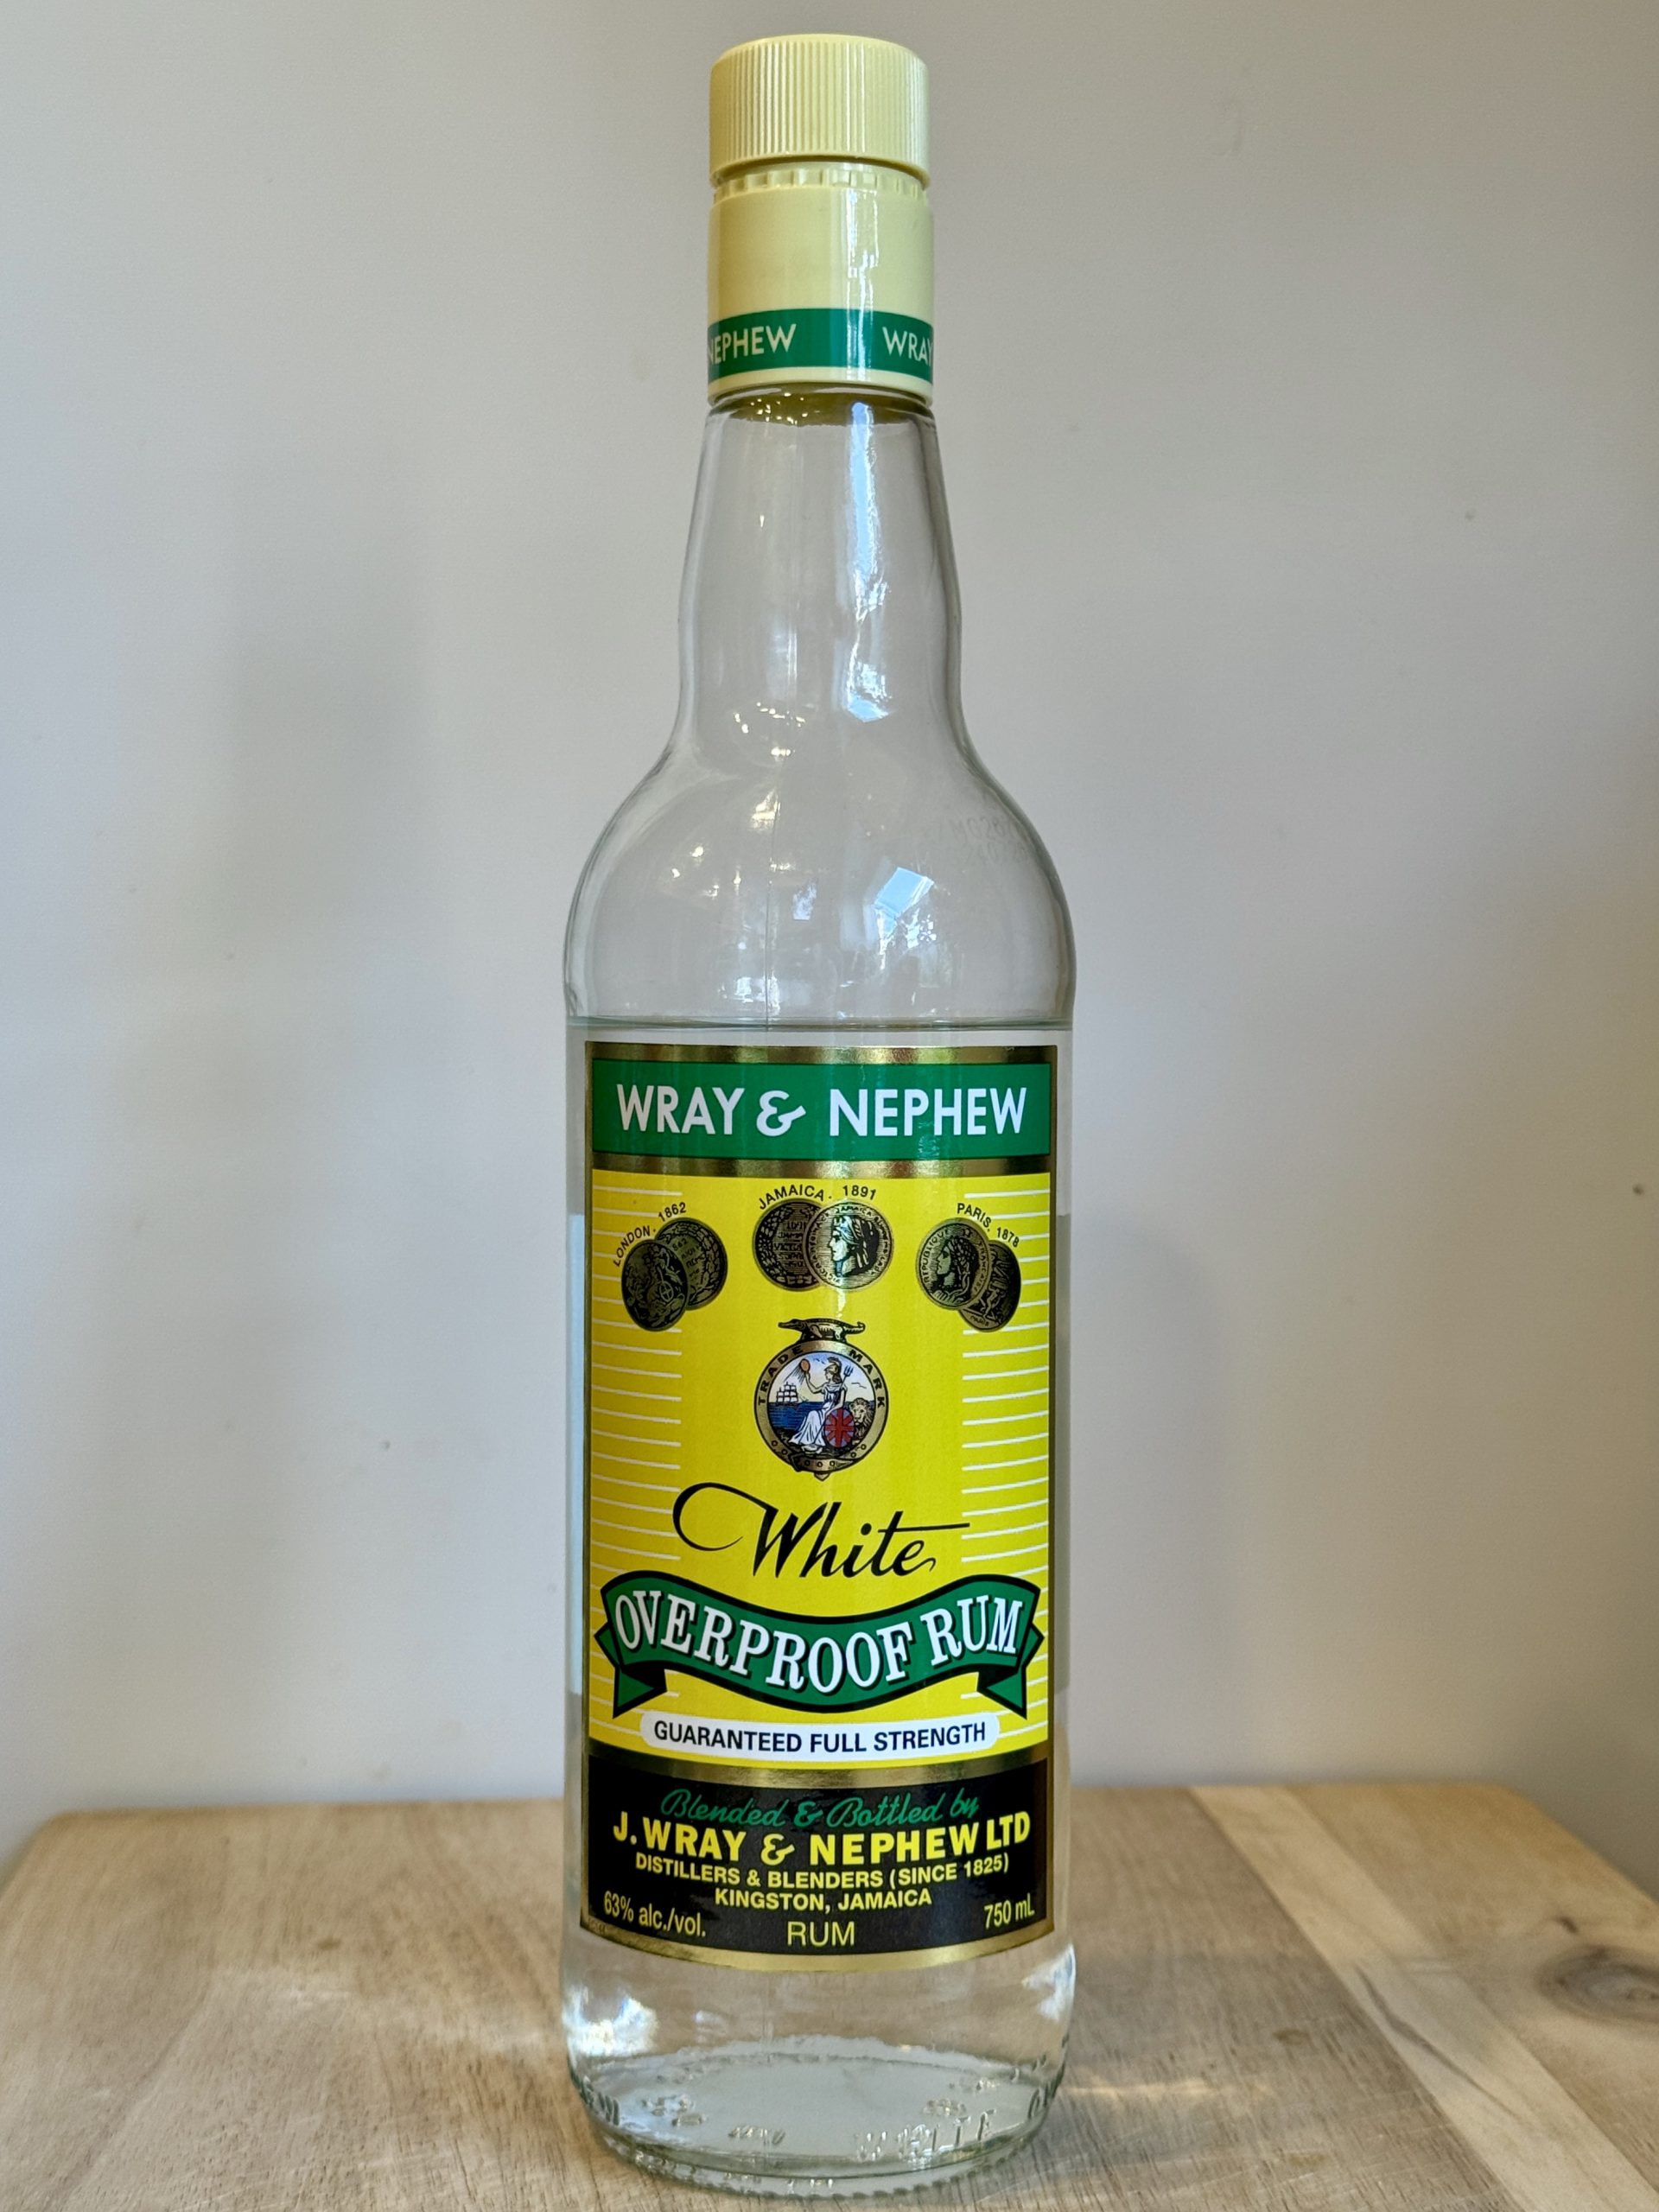 NEPHEW WRAY
WRAY & NEPHEW
JAMAICA. 1891
LONDON. 1862
PARIS. 1878
TRADE MARK
White
OVERPROOF RUM
GUARANTEED FULL STRENGTH
Blended & Bottled by
J. WRAY & NEPHEW LTD
DISTILLERS & BLENDERS (SINCE 1825)
KINGSTON, JAMAICA
63% alc./vol.
RUM
750 mL
WHITE